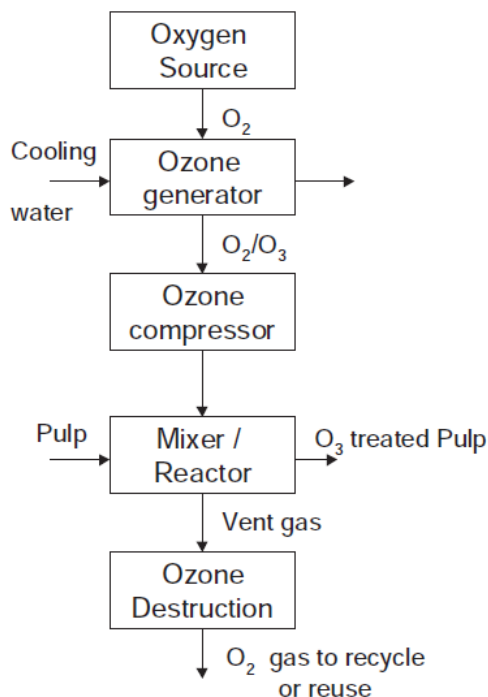 Oxygen
Source
O₂
Cooling
water
Ozone
generator
O₂/O₃
Ozone
compressor
Pulp
Mixer /
Reactor
O₃ treated Pulp
Vent gas
Ozone
Destruction
O₂ gas to recycle
or reuse